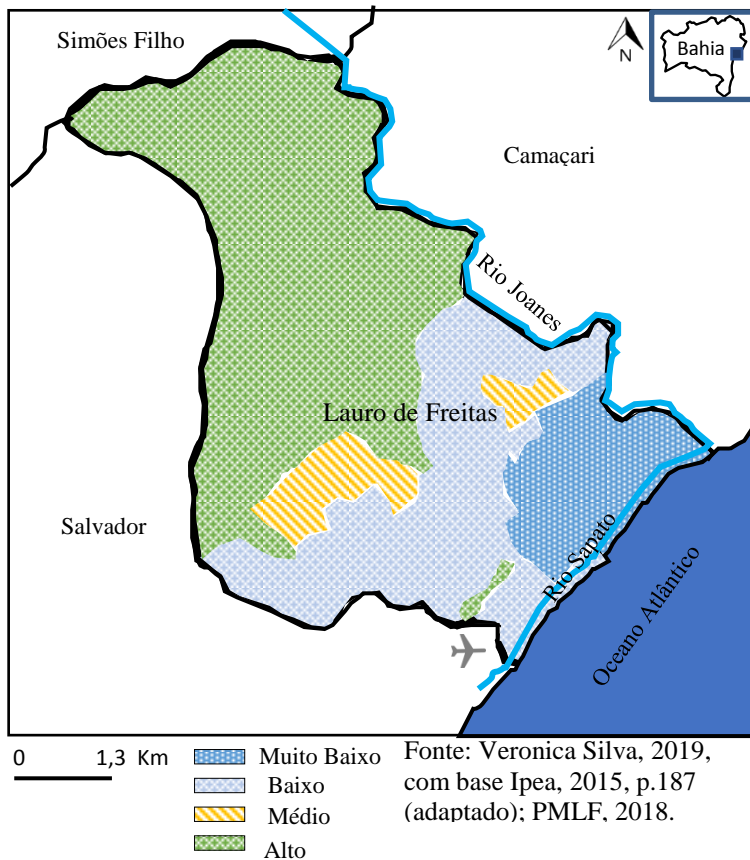 Simões Filho
N
Bahia
Camaçari
Rio Joanes
Lauro de Freitas
Salvador
Rio Sapato
Oceano Atlântico
0 1,3 Km
Muito Baixo
Baixo
Médio
Alto
Fonte: Veronica Silva, 2019,
com base Ipea, 2015, p.187
(adaptado); PMLF, 2018.